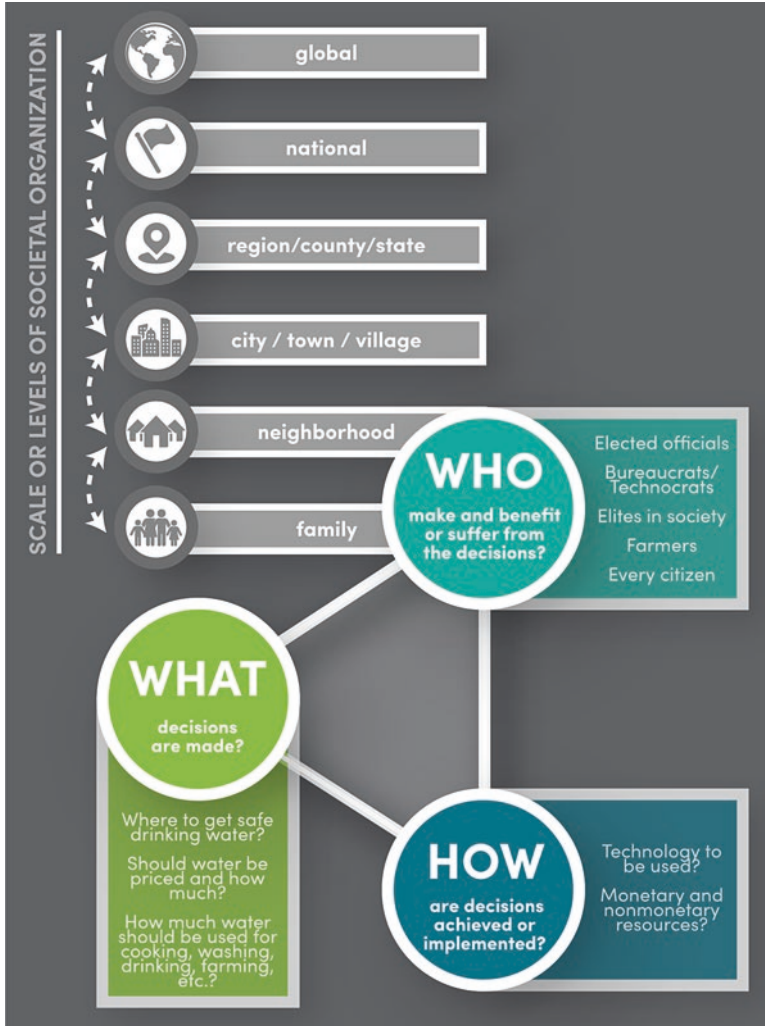 SCALE OR LEVELS OF SOCIETAL ORGANIZATION
global
national
region/county/state
city / town / village
neighborhood
family
WHO
make and benefit
or suffer from
the decisions?
Elected officials
Bureaucrats/
Technocrats
Elites in society
Farmers
Every citizen
WHAT
decisions
are made?
Where to get safe
drinking water?
Should water be
priced and how
much?
How much water
should be used for
cooking, washing,
drinking, farming,
etc.?
HOW
are decisions
achieved or
implemented?
Technology to
be used?
Monetary and
nonmonetary
resources?